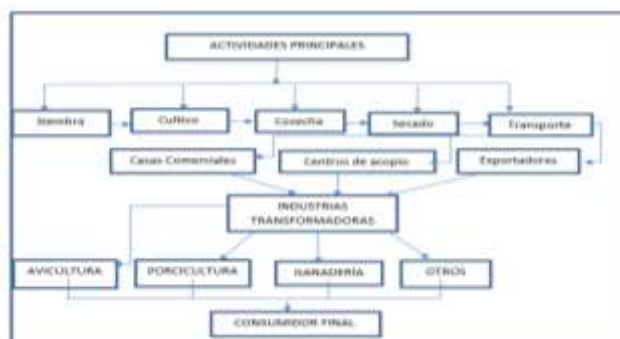 ACTIVIDADES PRINCIPALES
Siembra
Cultivo
Cosecha
Secado
Transporte
Casas Comerciales
Centros de acopio
Exportadores
INDUSTRIAS
TRANSFORMADORAS
AVICULTURA
PORCICULTURA
GANADERÍA
OTROS
CONSUMIDOR FINAL